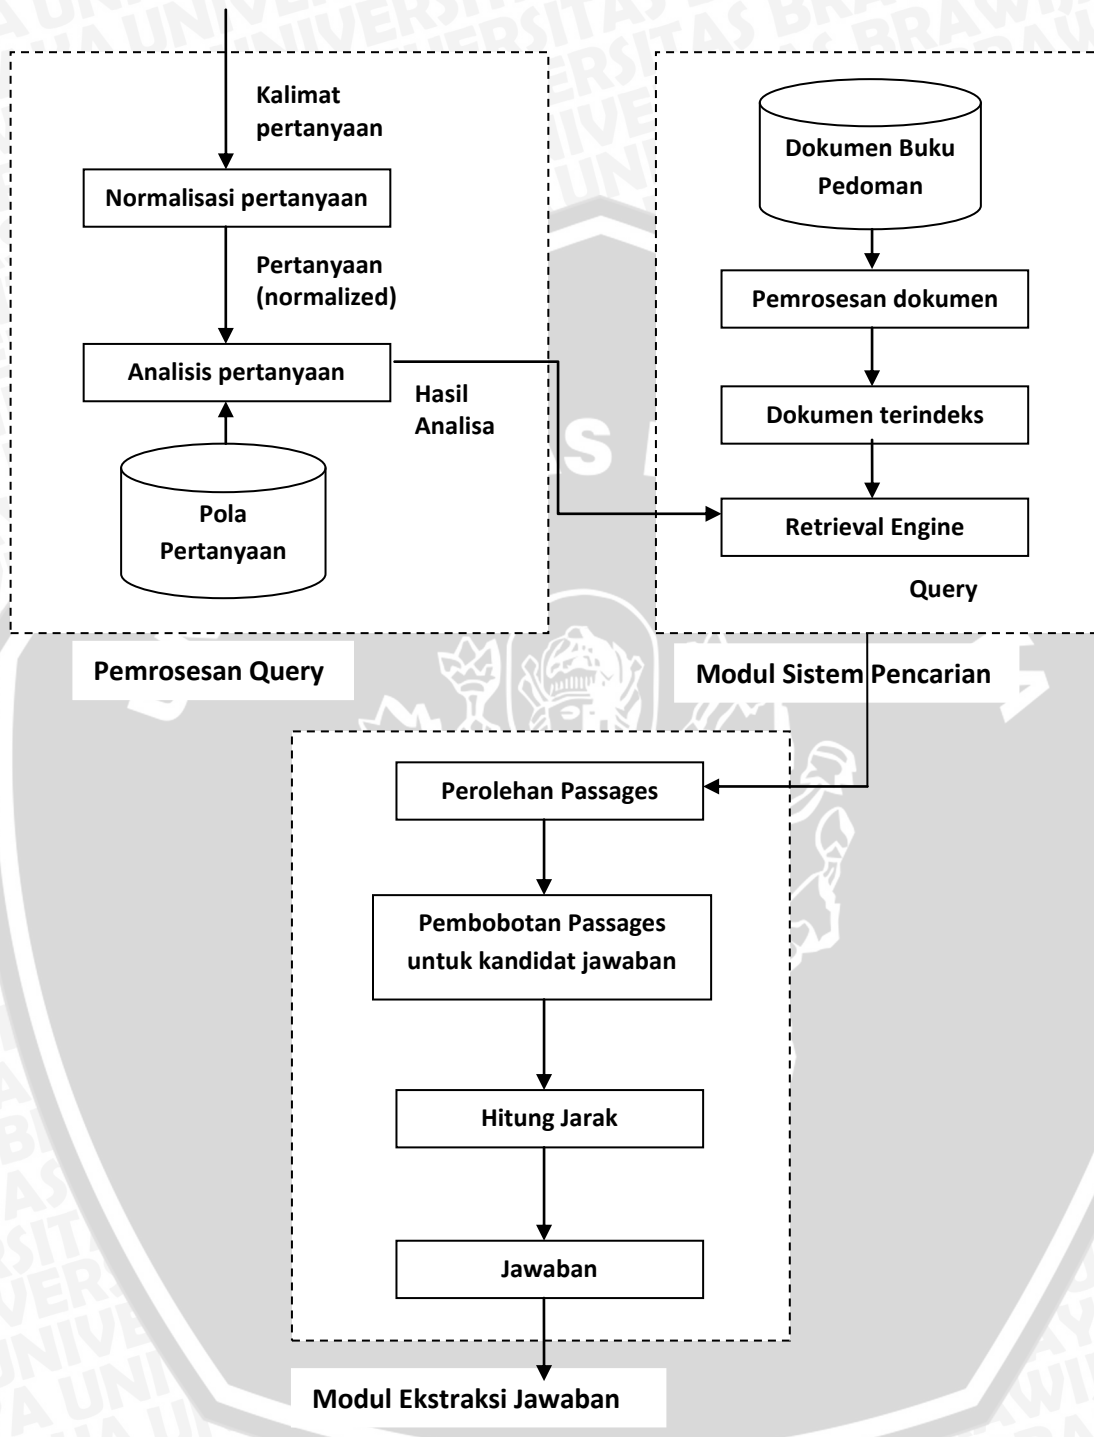 Kalimat
pertanyaan
Normalisasi pertanyaan
Pertanyaan
(normalized)
Analisis pertanyaan
Hasil
Analisa
Pola
Pertanyaan
Pemrosesan Query
Dokumen Buku
Pedoman
Pemrosesan dokumen
Dokumen terindeks
Retrieval Engine
Query
Modul Sistem Pencarian
Perolehan Passages
Pembobotan Passages
untuk kandidat jawaban
Hitung Jarak
Jawaban
Modul Ekstraksi Jawaban